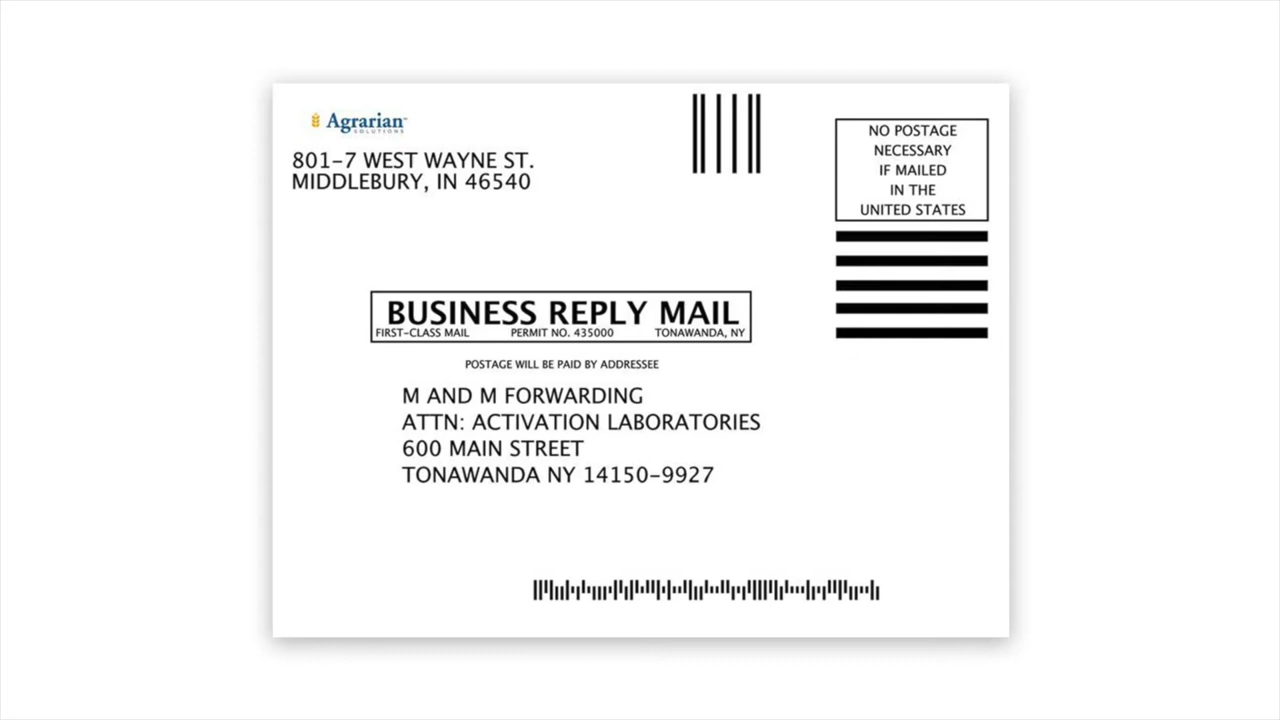 Agrarian™
SOLUTIONS
801-7 WEST WAYNE ST.
MIDDLEBURY, IN 46540
NO POSTAGE
NECESSARY
IF MAILED
IN THE
UNITED STATES
BUSINESS REPLY MAIL
FIRST-CLASS MAIL PERMIT NO. 435000 TONAWANDA, NY
POSTAGE WILL BE PAID BY ADDRESSEE
M AND M FORWARDING
ATTN: ACTIVATION LABORATORIES
600 MAIN STREET
TONAWANDA NY 14150-9927